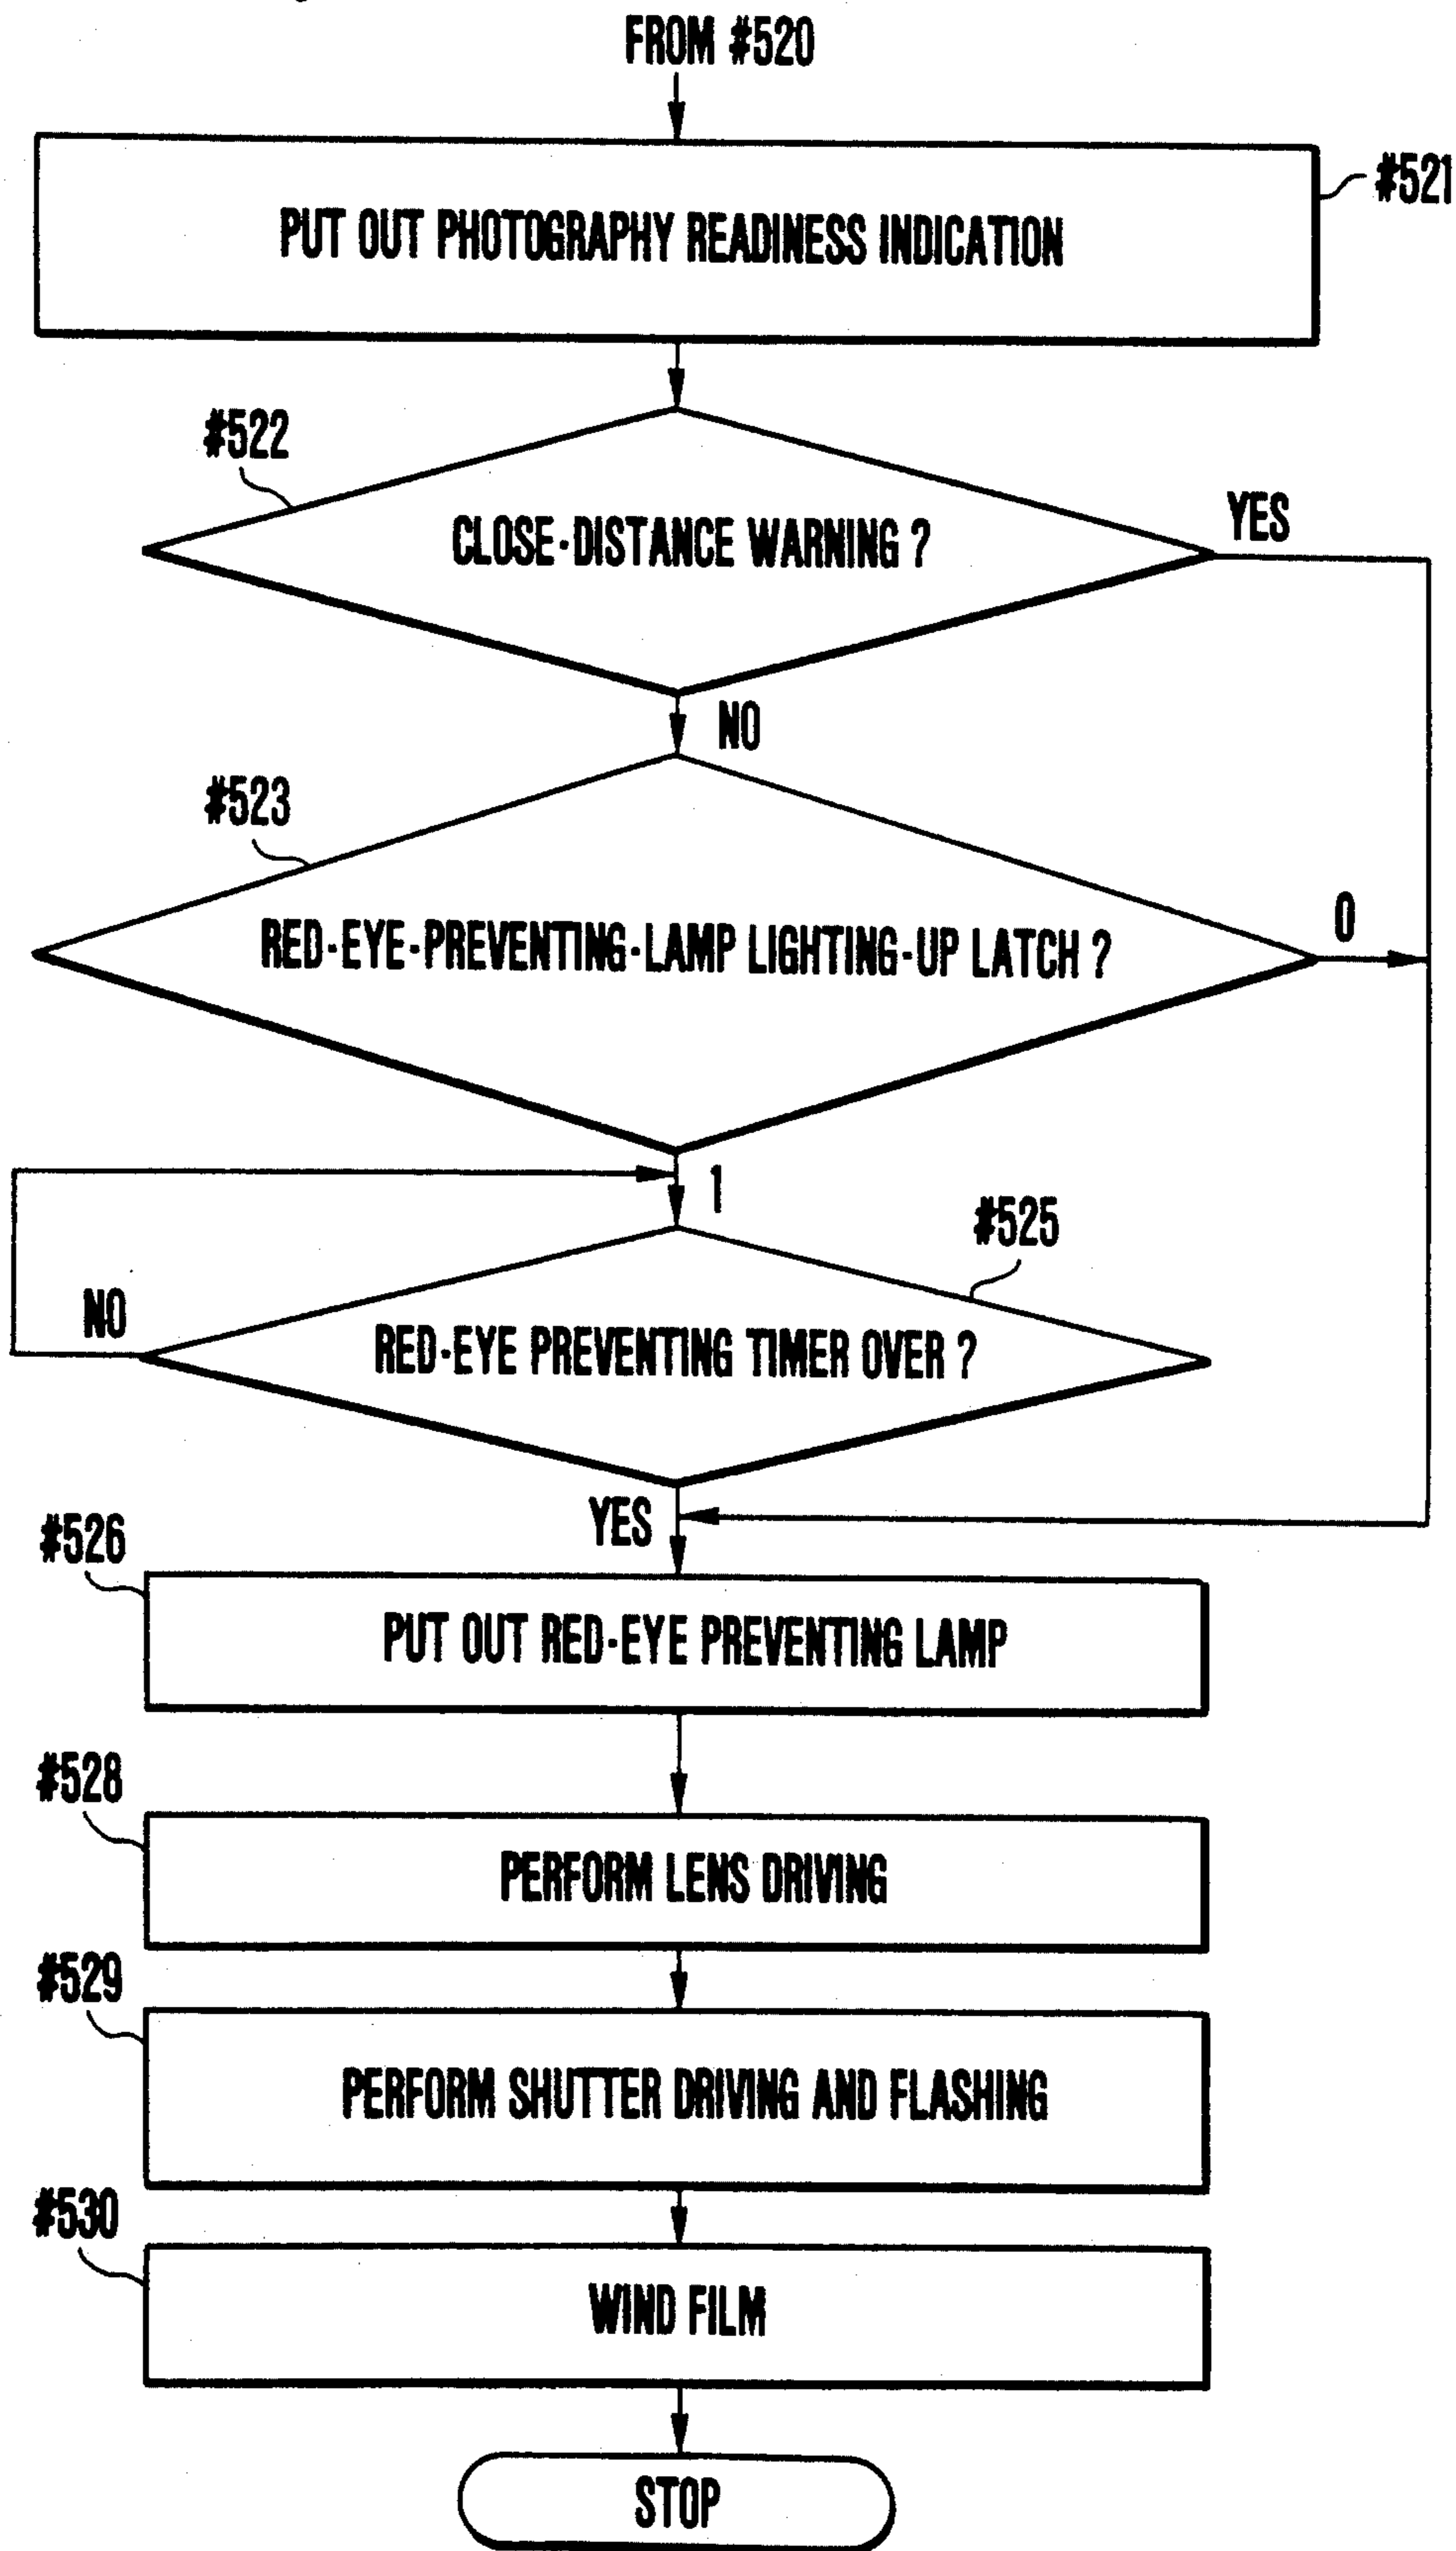 FROM #520
#521
PUT OUT PHOTOGRAPHY READINESS INDICATION
#522
CLOSE-DISTANCE WARNING ?
YES
NO
#523
RED-EYE-PREVENTING-LAMP LIGHTING-UP LATCH ?
0
1
#525
NO
RED-EYE PREVENTING TIMER OVER ?
YES
#526
PUT OUT RED-EYE PREVENTING LAMP
#528
PERFORM LENS DRIVING
#529
PERFORM SHUTTER DRIVING AND FLASHING
#530
WIND FILM
STOP